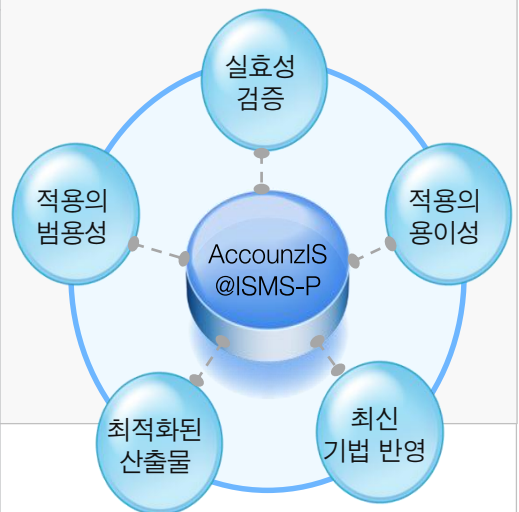 실효성
검증
적용의
범용성
적용의
용이성
AccounzIS
@ISMS-P
최적화된
산출물
최신
기법 반영